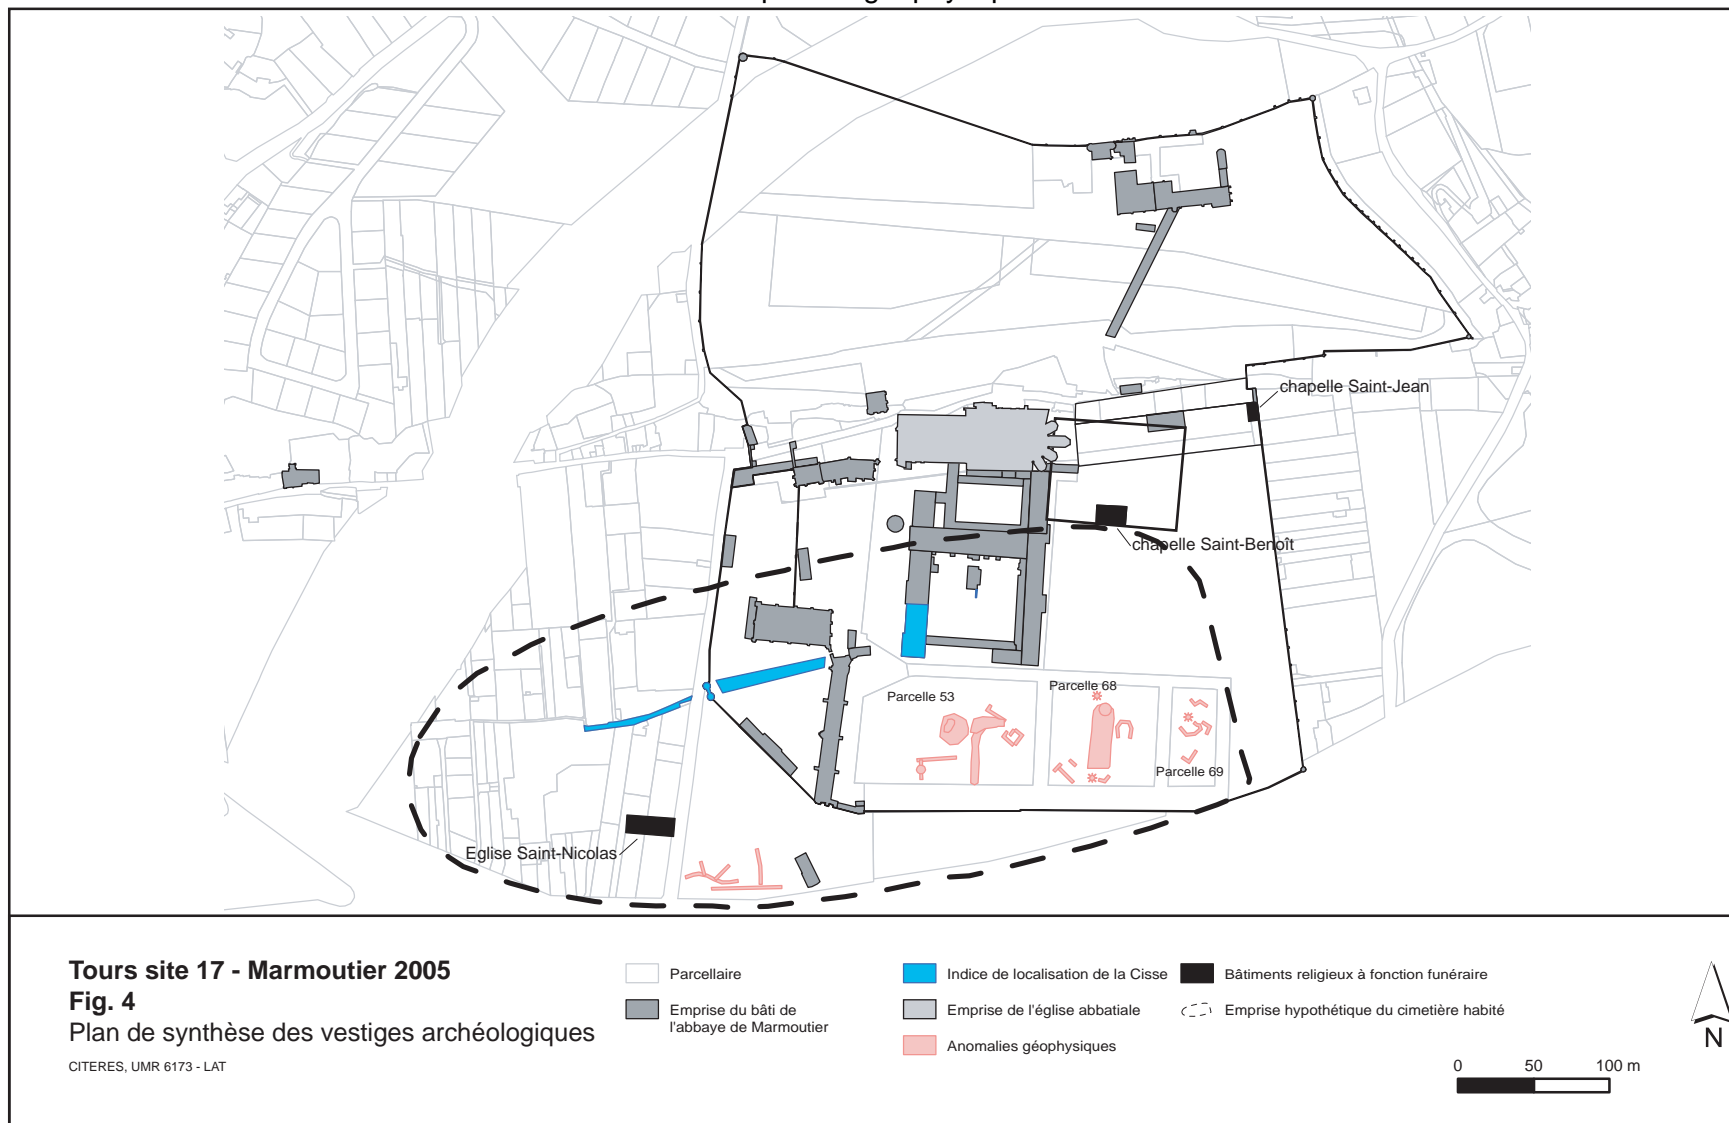 chapelle Saint-Jean
chapelle Saint-Benoît
Parcelle 53
Parcelle 68
Parcelle 69
Eglise Saint-Nicolas
Tours site 17 - Marmoutier 2005
Fig. 4
Plan de synthèse des vestiges archéologiques
CITERES, UMR 6173 - LAT
Parcellaire
Emprise du bâti de
l'abbaye de Marmoutier
Indice de localisation de la Cisse
Emprise de l'église abbatiale
Anomalies géophysiques
Bâtiments religieux à fonction funéraire
Emprise hypothétique du cimetière habité
N
0 50 100 m